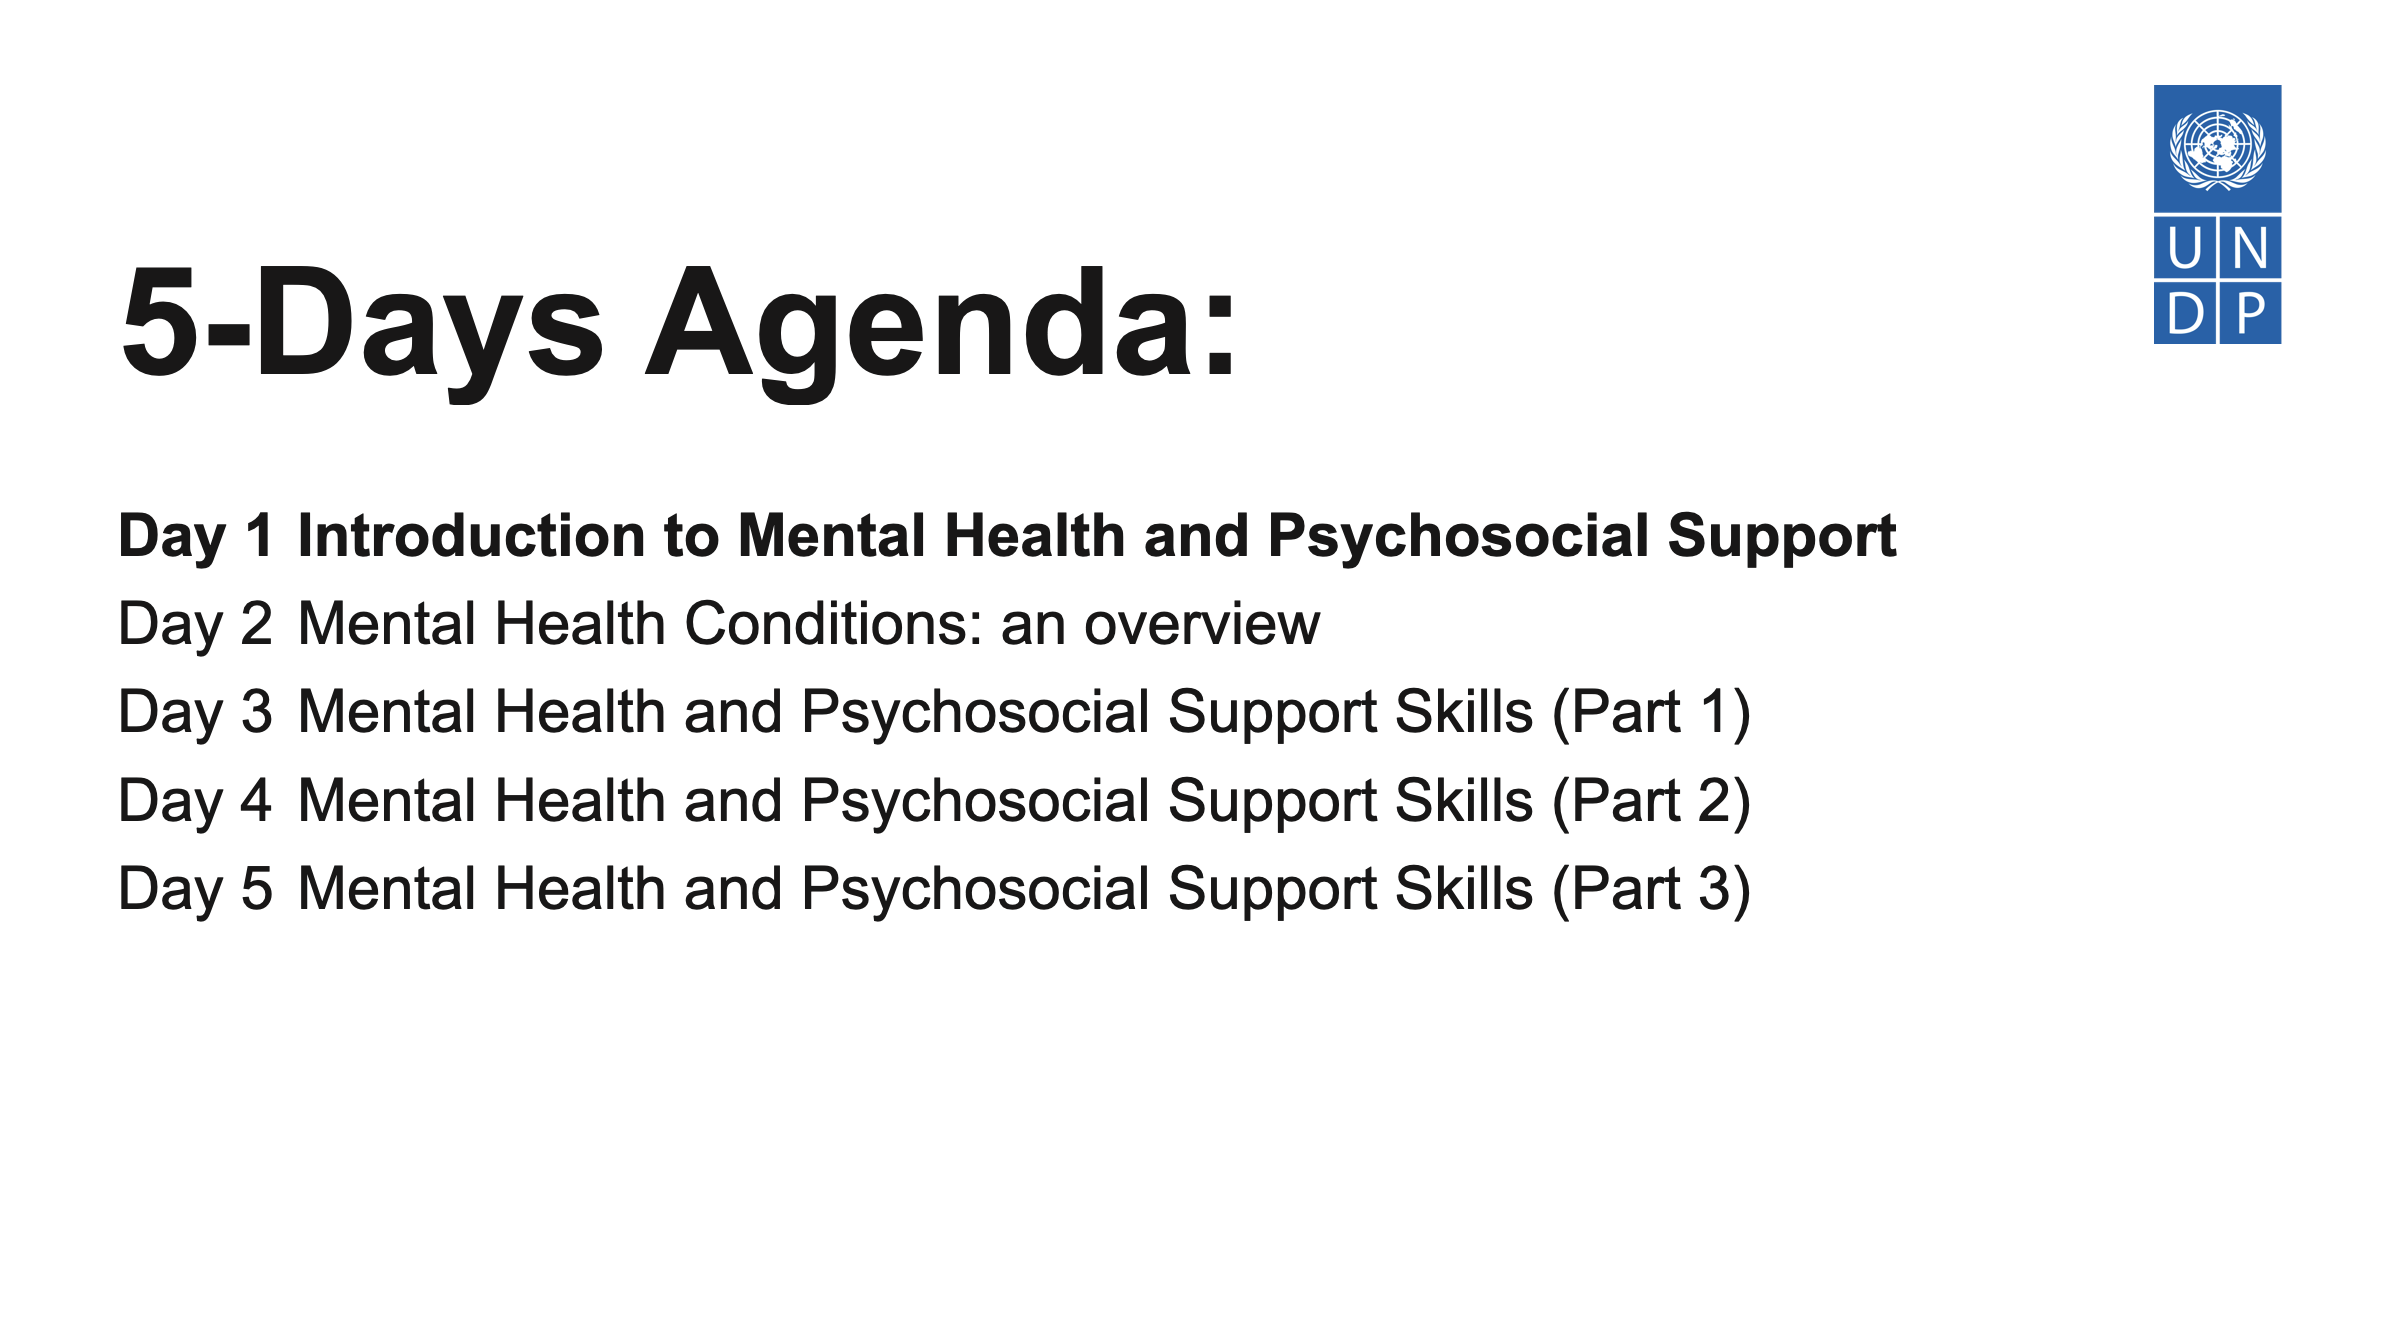 5-Days Agenda:
Day 1 Introduction to Mental Health and Psychosocial Support
Day 2 Mental Health Conditions: an overview
Day 3 Mental Health and Psychosocial Support Skills (Part 1)
Day 4 Mental Health and Psychosocial Support Skills (Part 2)
Day 5 Mental Health and Psychosocial Support Skills (Part 3)
U N
D P